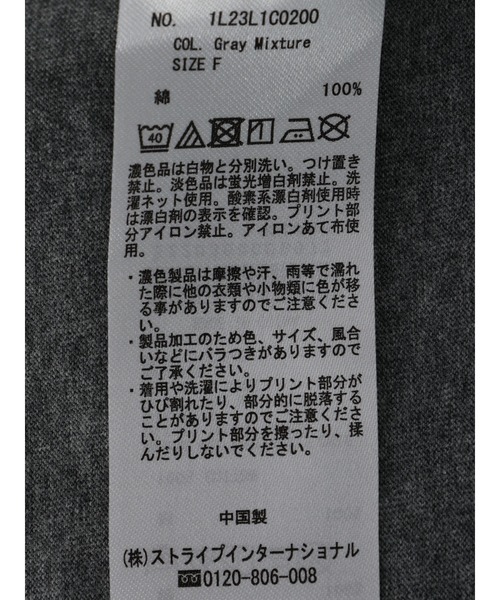 NO. 1L23L1C0200
COL. Gray Mixture
SIZE F
綿 100%
40
濃色品は白物と分別洗い。つけ置き
禁止。淡色品は蛍光増白剤禁止。洗
濯ネット使用。酸素系漂白剤使用時
は漂白剤の表示を確認。プリント部
分アイロン禁止。アイロンあて布使
用。
・濃色製品は摩擦や汗、雨等で濡れ
た際に他の衣類や小物類に色が移
る事がありますのでご注意くださ
い。
・製品加工のため色、サイズ、風合
いなどにバラつきがありますので
ご了承ください。
・着用や洗濯によりプリント部分が
ひび割れたり、部分的に脱落する
ことがありますのでご注意くださ
い。プリント部分を擦ったり、揉
んだりしないでください。
中国製
(株)ストライプインターナショナル
0120-806-008